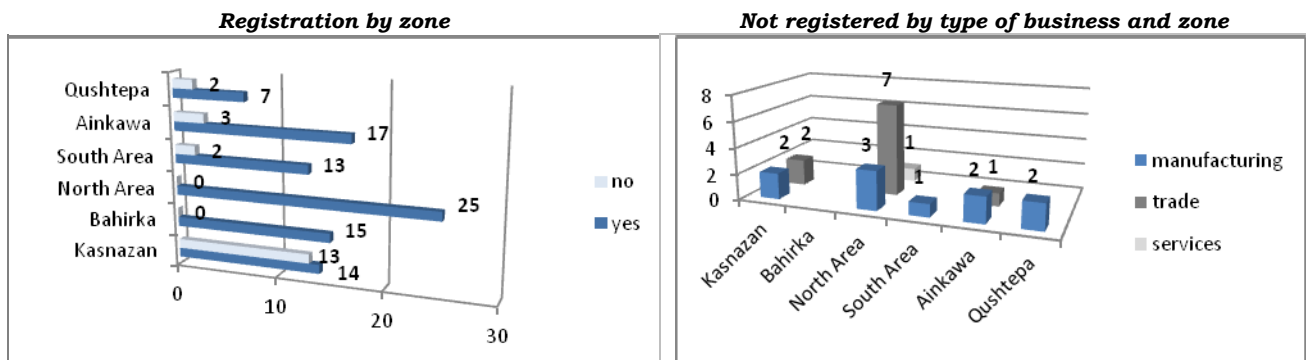 Registration by zone
Qushtepa 2 7
Ainkawa 3 17
South Area 2 13
North Area 0 25
Bahirka 0 15
Kasnazan 13 14
0 10 20 30
no
yes
Not registered by type of business and zone
8
6
4
2
0
2 2 3 7 1 1 2 1 2
Kasnazan
Bahirka
North Area
South Area
Ainkawa
Qushtepa
manufacturing
trade
services